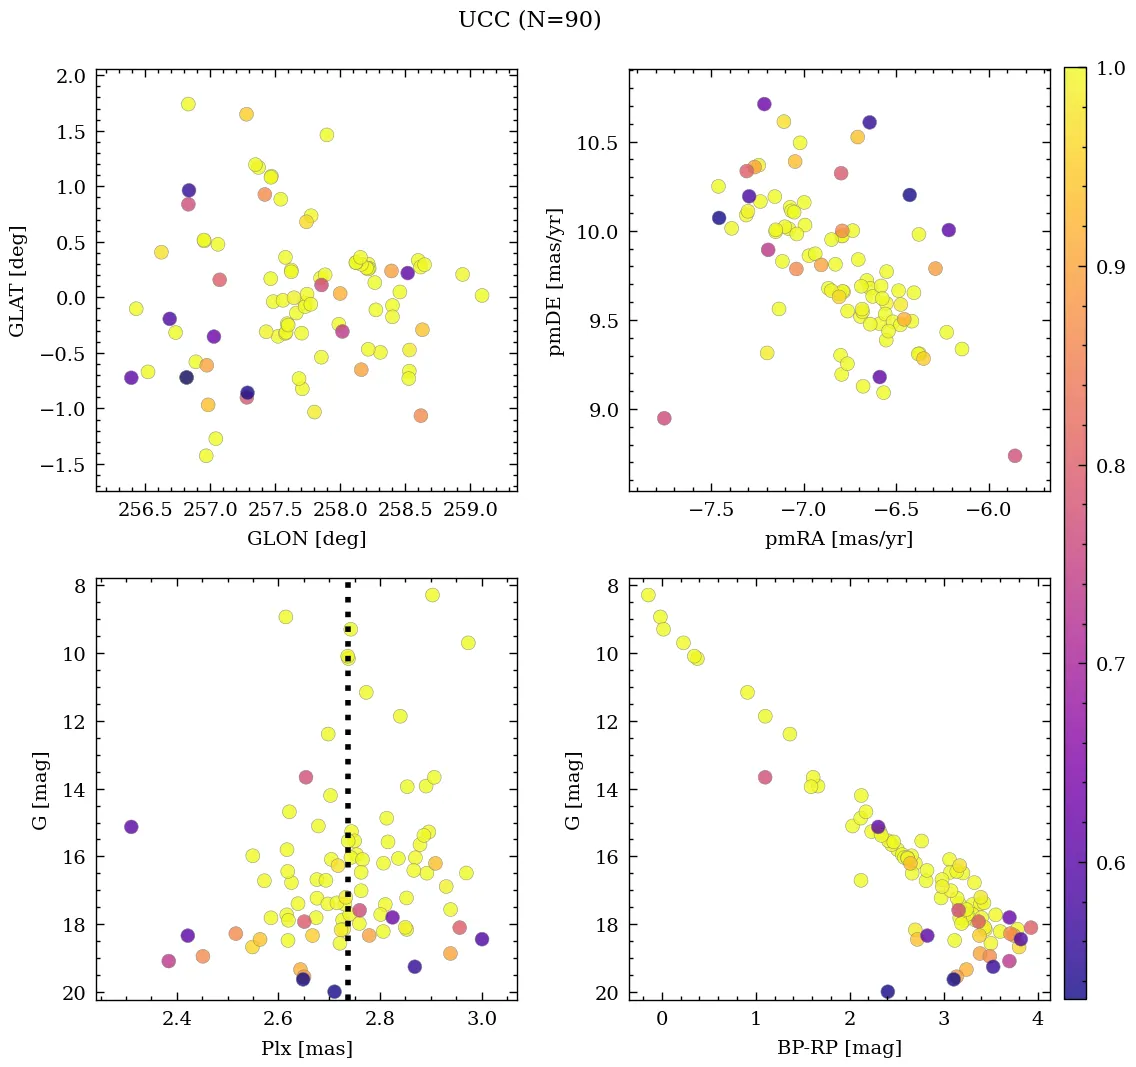 UCC (N=90)
2.0
1.5
1.0
0.5
0.0
−0.5
−1.0
−1.5
GLAT [deg]
256.5 257.0 257.5 258.0 258.5 259.0
GLON [deg]
10.5
10.0
9.5
9.0
pmDE [mas/yr]
−7.5 −7.0 −6.5 −6.0
pmRA [mas/yr]
1.0
0.9
0.8
0.7
0.6
8
10
12
14
16
18
20
G [mag]
2.4 2.6 2.8 3.0
Plx [mas]
8
10
12
14
16
18
20
G [mag]
0 1 2 3 4
BP-RP [mag]